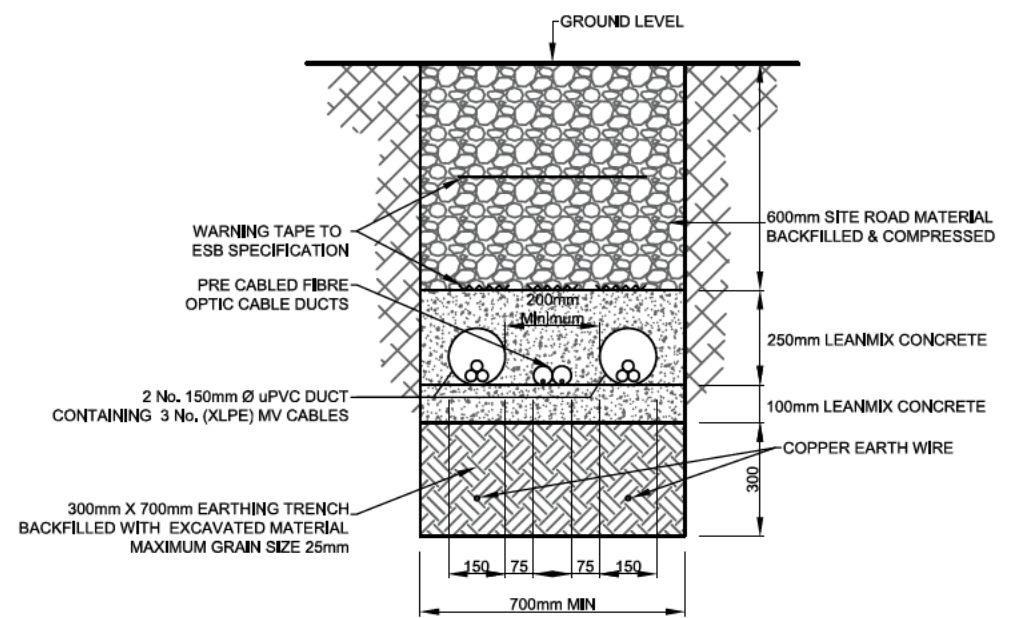 GROUND LEVEL
WARNING TAPE TO
ESB SPECIFICATION
600mm SITE ROAD MATERIAL
BACKFILLED & COMPRESSED
PRE CABLED FIBRE
OPTIC CABLE DUCTS
200mm
Minimum
250mm LEANMIX CONCRETE
2 No. 150mm Ø uPVC DUCT
CONTAINING 3 No. (XLPE) MV CABLES
100mm LEANMIX CONCRETE
COPPER EARTH WIRE
300
300mm X 700mm EARTHING TRENCH
BACKFILLED WITH EXCAVATED MATERIAL
MAXIMUM GRAIN SIZE 25mm
150 75 75 150
700mm MIN